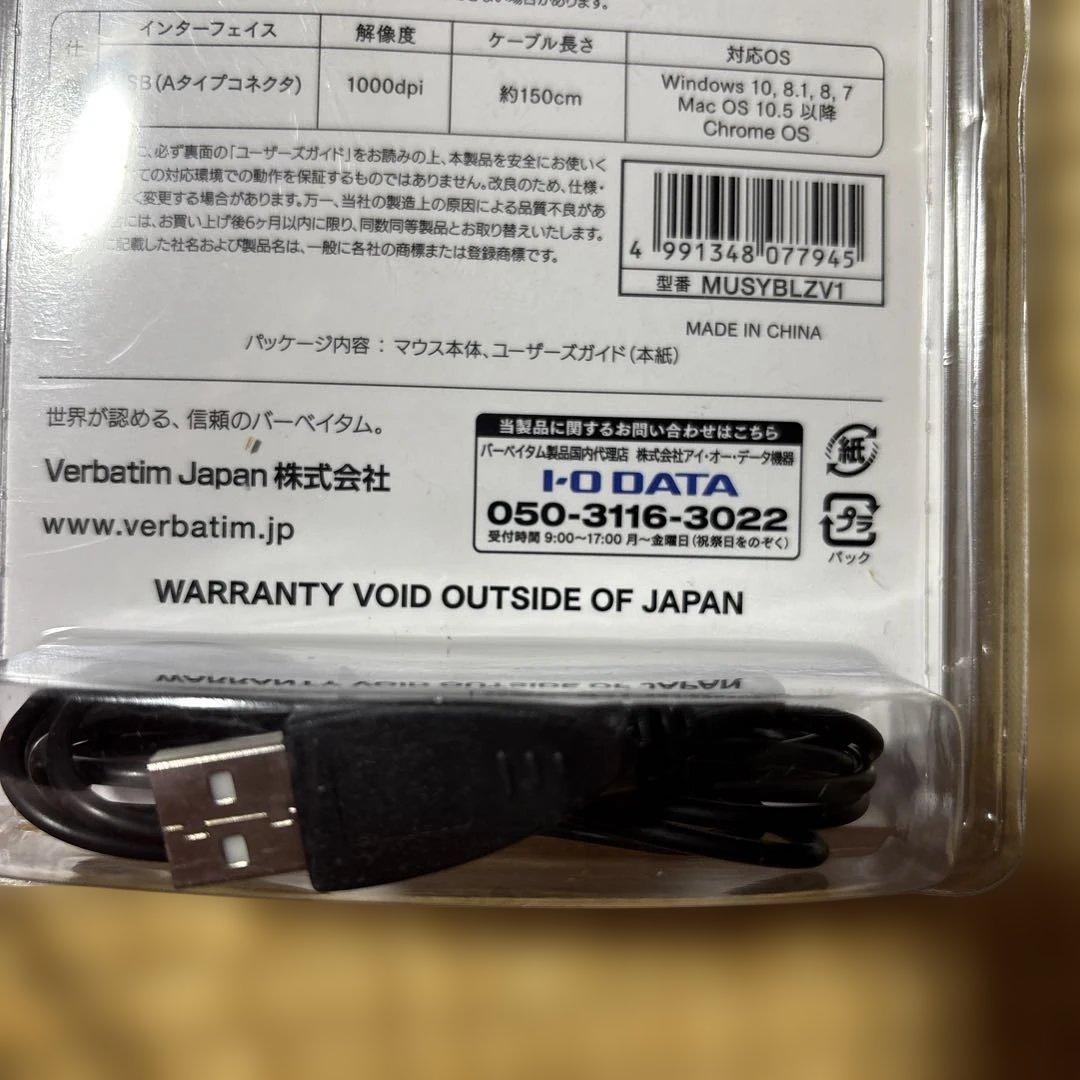 場合があります。
仕
インターフェイス 解像度 ケーブル長さ 対応OS
SB(Aタイプコネクタ) 1000dpi 約150cm Windows 10, 8.1, 8, 7
Mac OS 10.5 以降
Chrome OS
に、必ず裏面の「ユーザーズガイド」をお読みの上、本製品を安全にお使いく
ての対応環境での動作を保証するものではありません。改良のため、仕様・
く変更する場合があります。万一、当社の製造上の原因による品質不良があ
には、お買い上げ後6ヶ月以内に限り、同数同等製品とお取り替えいたします。
に記載した社名および製品名は、一般に各社の商標または登録商標です。
4 991348 077945
型番 MUSYBLZV1
MADE IN CHINA
パッケージ内容 : マウス本体、ユーザーズガイド(本紙)
世界が認める、信頼のバーベイタム。
Verbatim Japan 株式会社
www.verbatim.jp
当製品に関するお問い合わせはこちら
バーベイタム製品国内代理店 株式会社アイ・オー・データ機器
I-O DATA
050-3116-3022
受付時間 9:00〜17:00 月〜金曜日(祝祭日をのぞく)
紙
プラ
パック
WARRANTY VOID OUTSIDE OF JAPAN